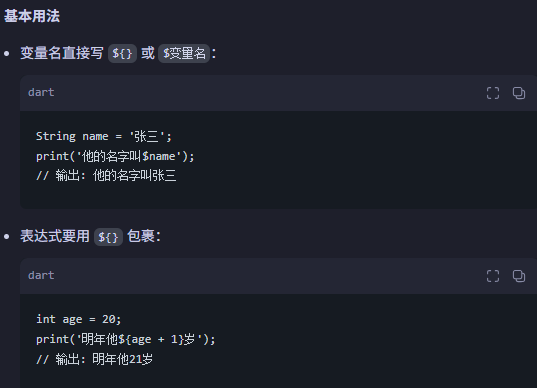 基本用法
变量名直接写 ${} 或 $变量名：
dart
String name = '张三';
print('他的名字叫$name');
// 输出：他的名字叫张三
表达式要用 ${} 包裹：
dart
int age = 20;
print('明年他${age + 1}岁');
// 输出：明年他21岁